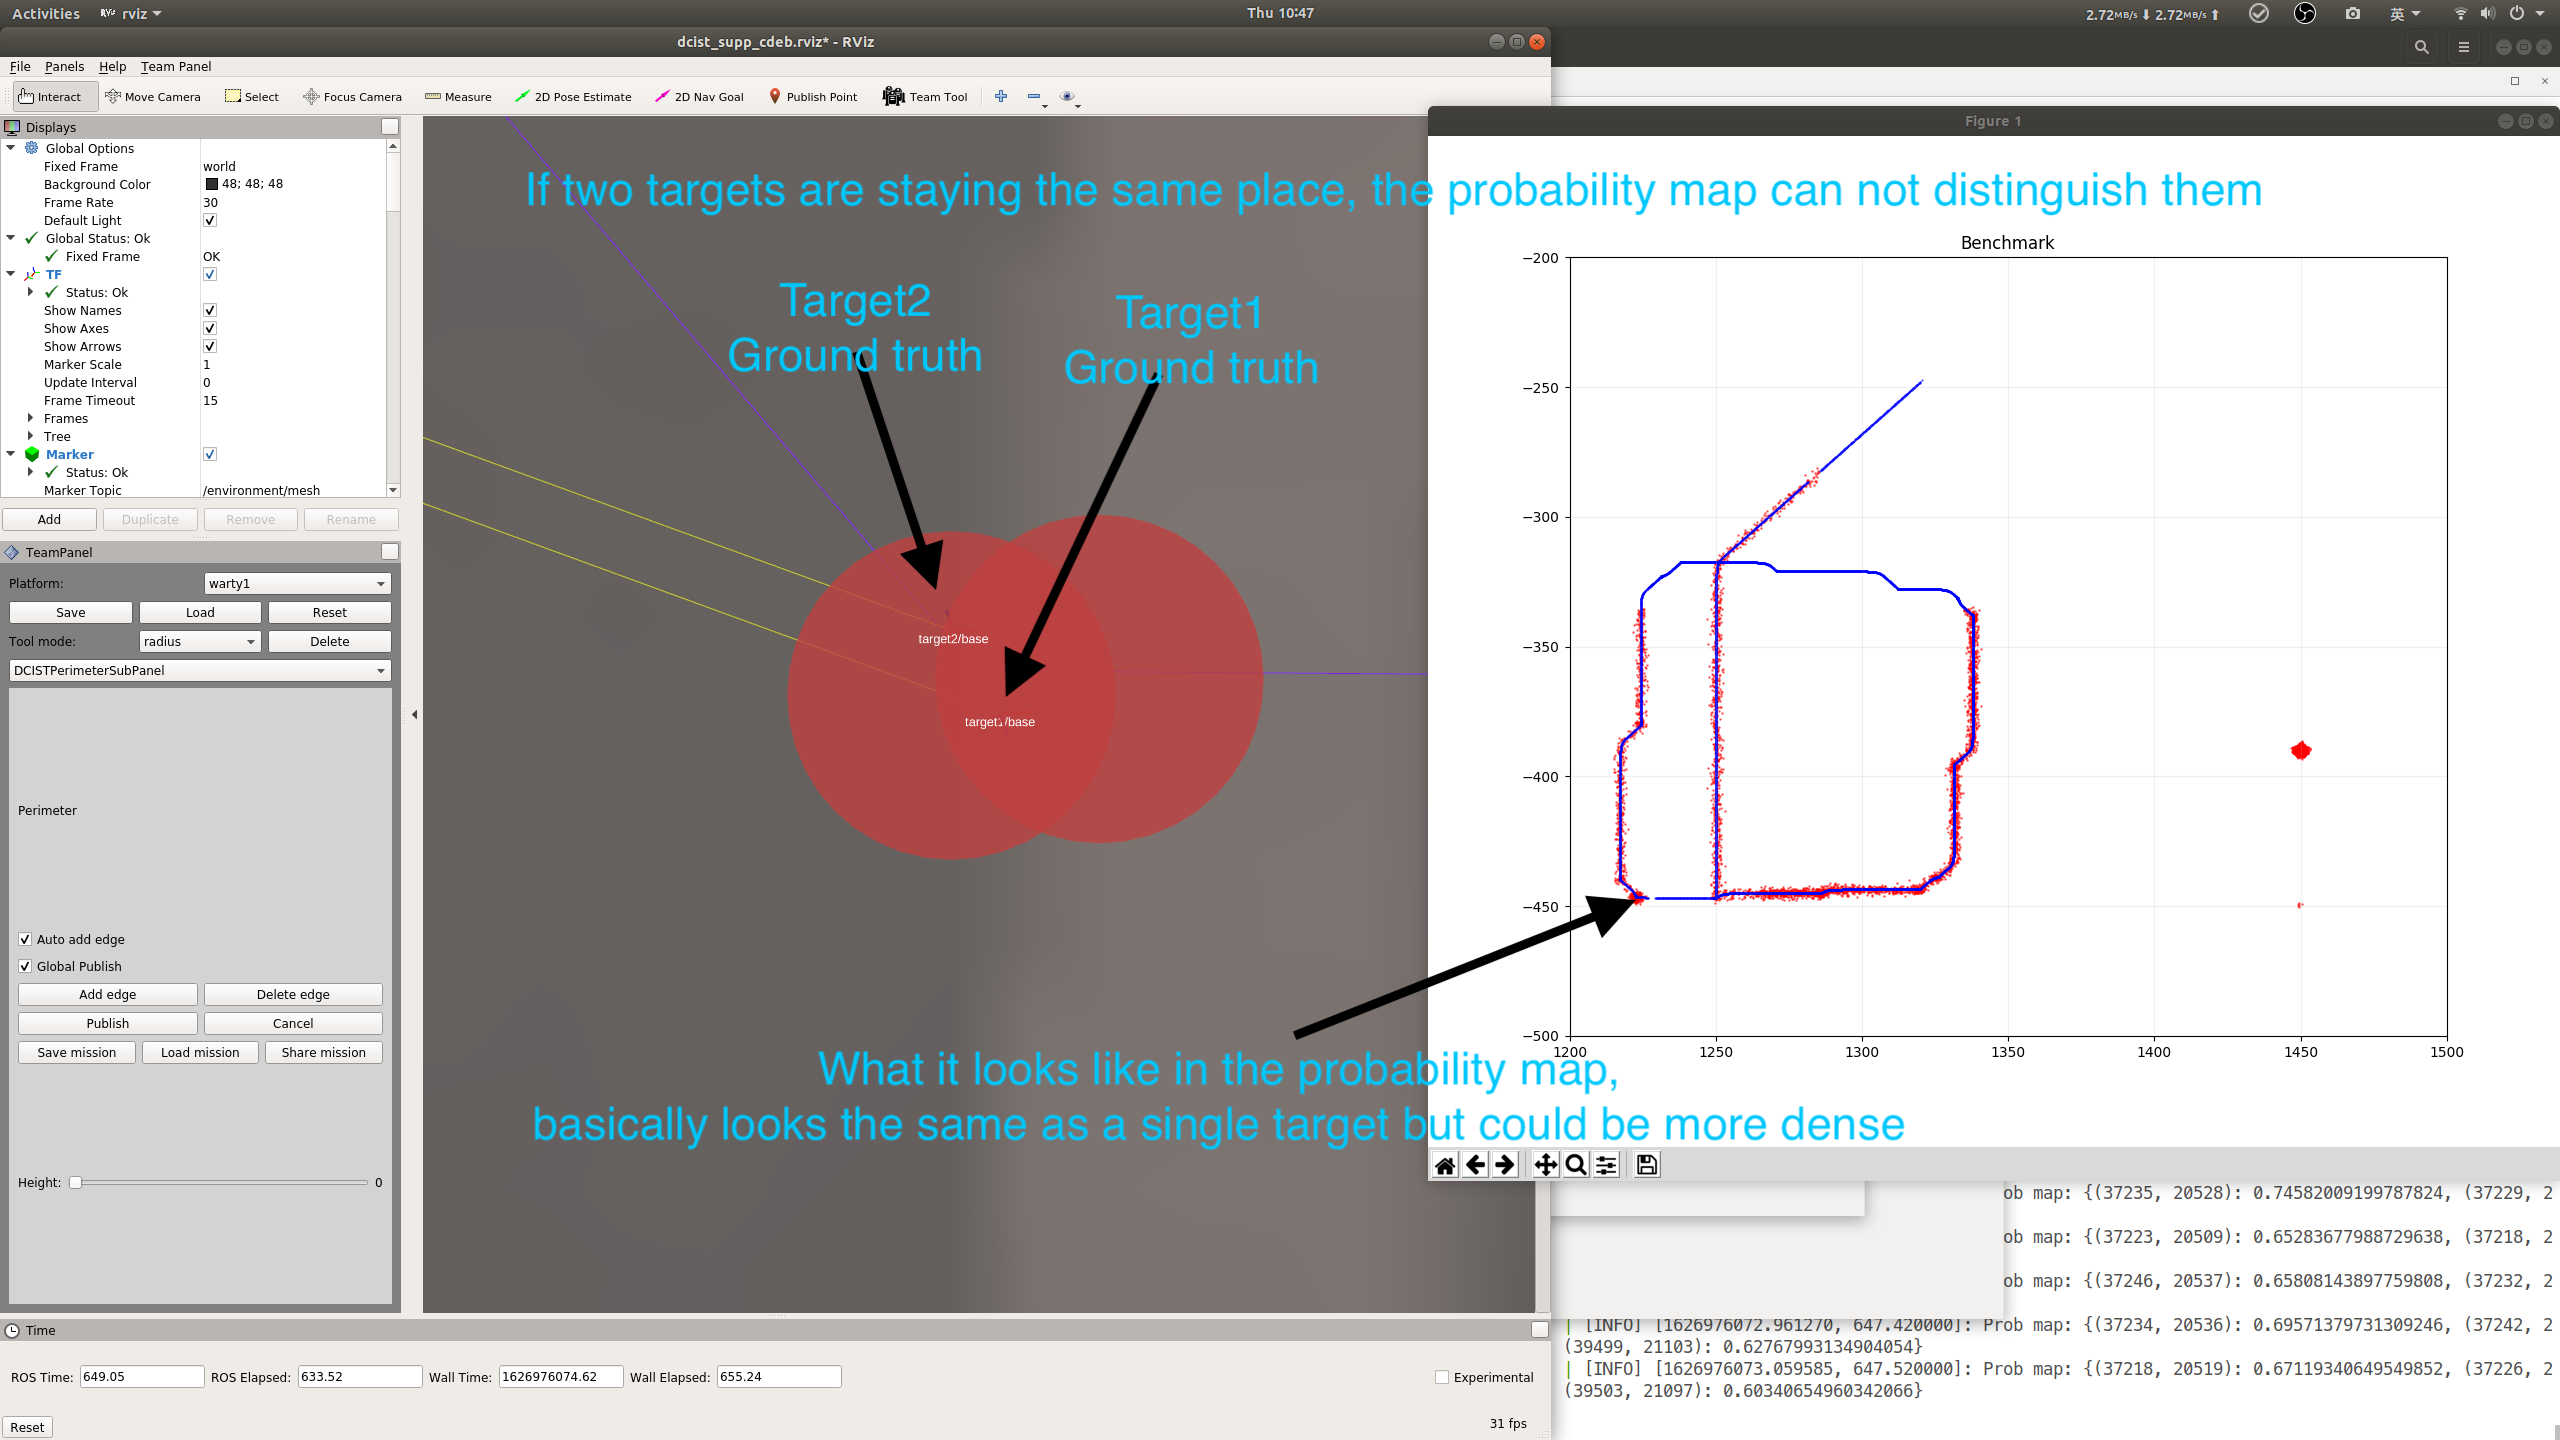 Activities
rviz
Thu 10:47
2.72MB/s ⬇ 2.72MB/s ⬆
英
dcist_supp_cdeb.rviz* - RViz
File Panels Help Team Panel
Interact Move Camera Select Focus Camera Measure 2D Pose Estimate 2D Nav Goal Publish Point Team Tool
Displays
Global Options
Fixed Frame world
Background Color 48; 48; 48
Frame Rate 30
Default Light
Global Status: Ok
Fixed Frame OK
TF
Status: Ok
Show Names
Show Axes
Show Arrows
Marker Scale 1
Update Interval 0
Frame Timeout 15
Frames
Tree
Marker
Status: Ok
Marker Topic /environment/mesh
Add Duplicate Remove Rename
TeamPanel
Platform: warty1
Save Load Reset
Tool mode: radius Delete
DCISTPerimeterSubPanel
Perimeter
Auto add edge
Global Publish
Add edge Delete edge
Publish Cancel
Save mission Load mission Share mission
Height: 0
If two targets are staying the same place, the probability map can not distinguish them
Target2
Ground truth
Target1
Ground truth
target2/base
target1/base
What it looks like in the probability map,
basically looks the same as a single target but could be more dense
Figure 1
Benchmark
−200
−250
−300
−350
−400
−450
−500
1200 1250 1300 1350 1400 1450 1500
ob map: {(37235, 20528): 0.74582009199787824, (37229, 2
ob map: {(37223, 20509): 0.65283677988729638, (37218, 2
ob map: {(37246, 20537): 0.65808143897759808, (37232, 2
| [INFO] [1626976072.961270, 647.420000]: Prob map: {(37234, 20536): 0.69571379731309246, (37242, 2
(39499, 21103): 0.62767993134904054}
| [INFO] [1626976073.059585, 647.520000]: Prob map: {(37218, 20519): 0.67119340649549852, (37226, 2
(39503, 21097): 0.60340654960342066}
Time
ROS Time: 649.05 ROS Elapsed: 633.52 Wall Time: 1626976074.62 Wall Elapsed: 655.24 Experimental
Reset
31 fps